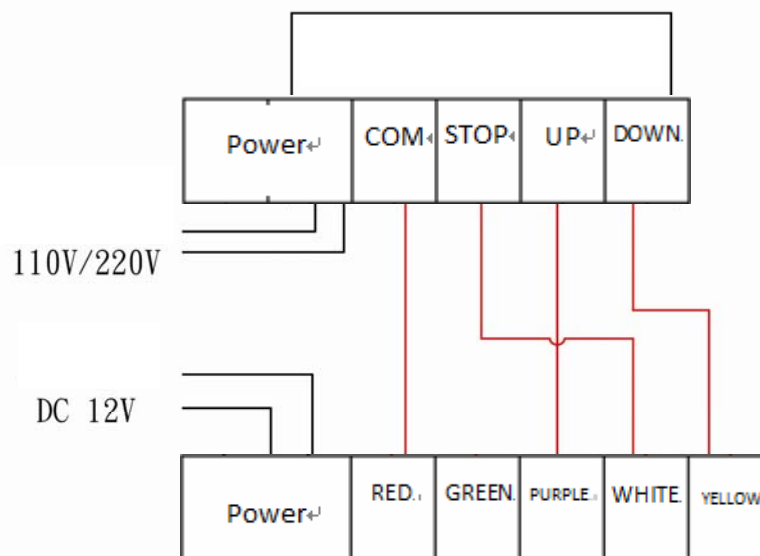 Power COM STOP UP DOWN
110V/220V
DC 12V
Power RED GREEN PURPLE WHITE YELLOW